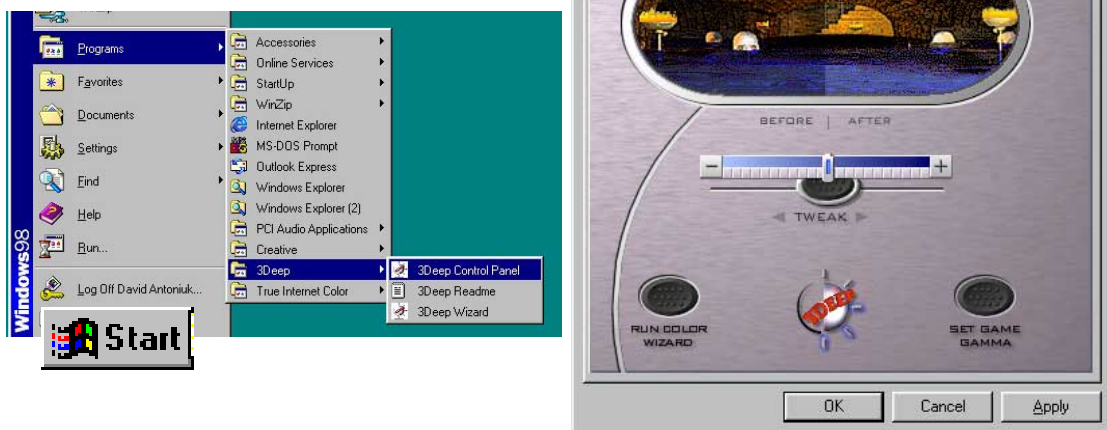 Programs
Favorites
Documents
Settings
Find
Help
Run...
Log Off David Antoniuk...
Windows98
Start
Accessories
Online Services
StartUp
WinZip
Internet Explorer
MS-DOS Prompt
Outlook Express
Windows Explorer
Windows Explorer (2)
PCI Audio Applications
Creative
3Deep
True Internet Color
3Deep Control Panel
3Deep Readme
3Deep Wizard
BEFORE | AFTER
TWEAK
RUN COLOR
WIZARD
3DEEP
SET GAME
GAMMA
OK Cancel Apply